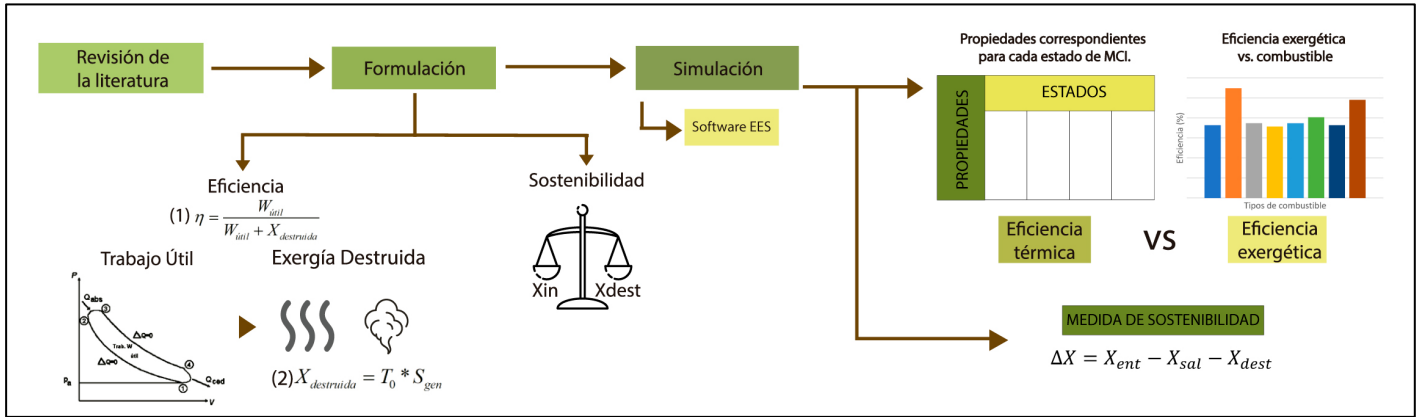 Revisión de
la literatura
Formulación
Simulación
Software EES
Eficiencia
(1) η = W_útil / (W_útil + X_destruida)
Sostenibilidad
Xin
Xdest
Trabajo Útil
Exergía Destruida
P
Q_abs
2
3
ΔQ=0
Trab. W
útil
ΔQ=0
4
Q_ced
P_a
1
V
(2) X_destruida = T_0 * S_gen
Propiedades correspondientes
para cada estado de MCI.
PROPIEDADES
ESTADOS
Eficiencia exergética
vs. combustible
Eficiencia (%)
Tipos de combustible
Eficiencia
térmica
VS
Eficiencia
exergética
MEDIDA DE SOSTENIBILIDAD
ΔX = X_ent − X_sal − X_dest